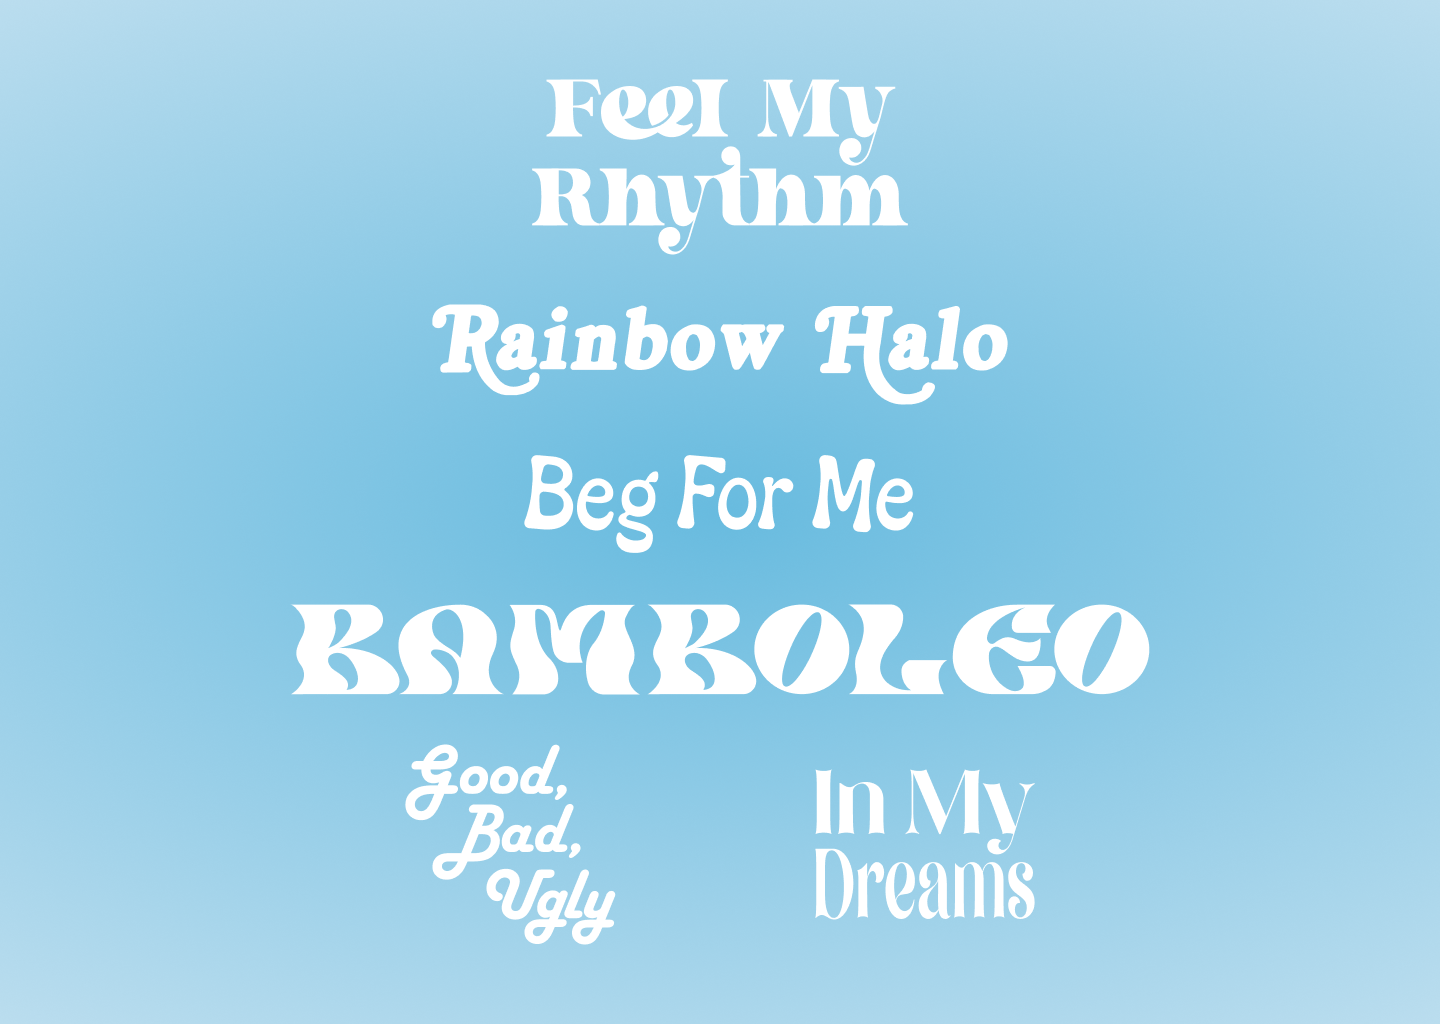 Feel My
Rhythm
Rainbow Halo
Beg For Me
BAMBOLEO
Good,
Bad,
Ugly
In My
Dreams